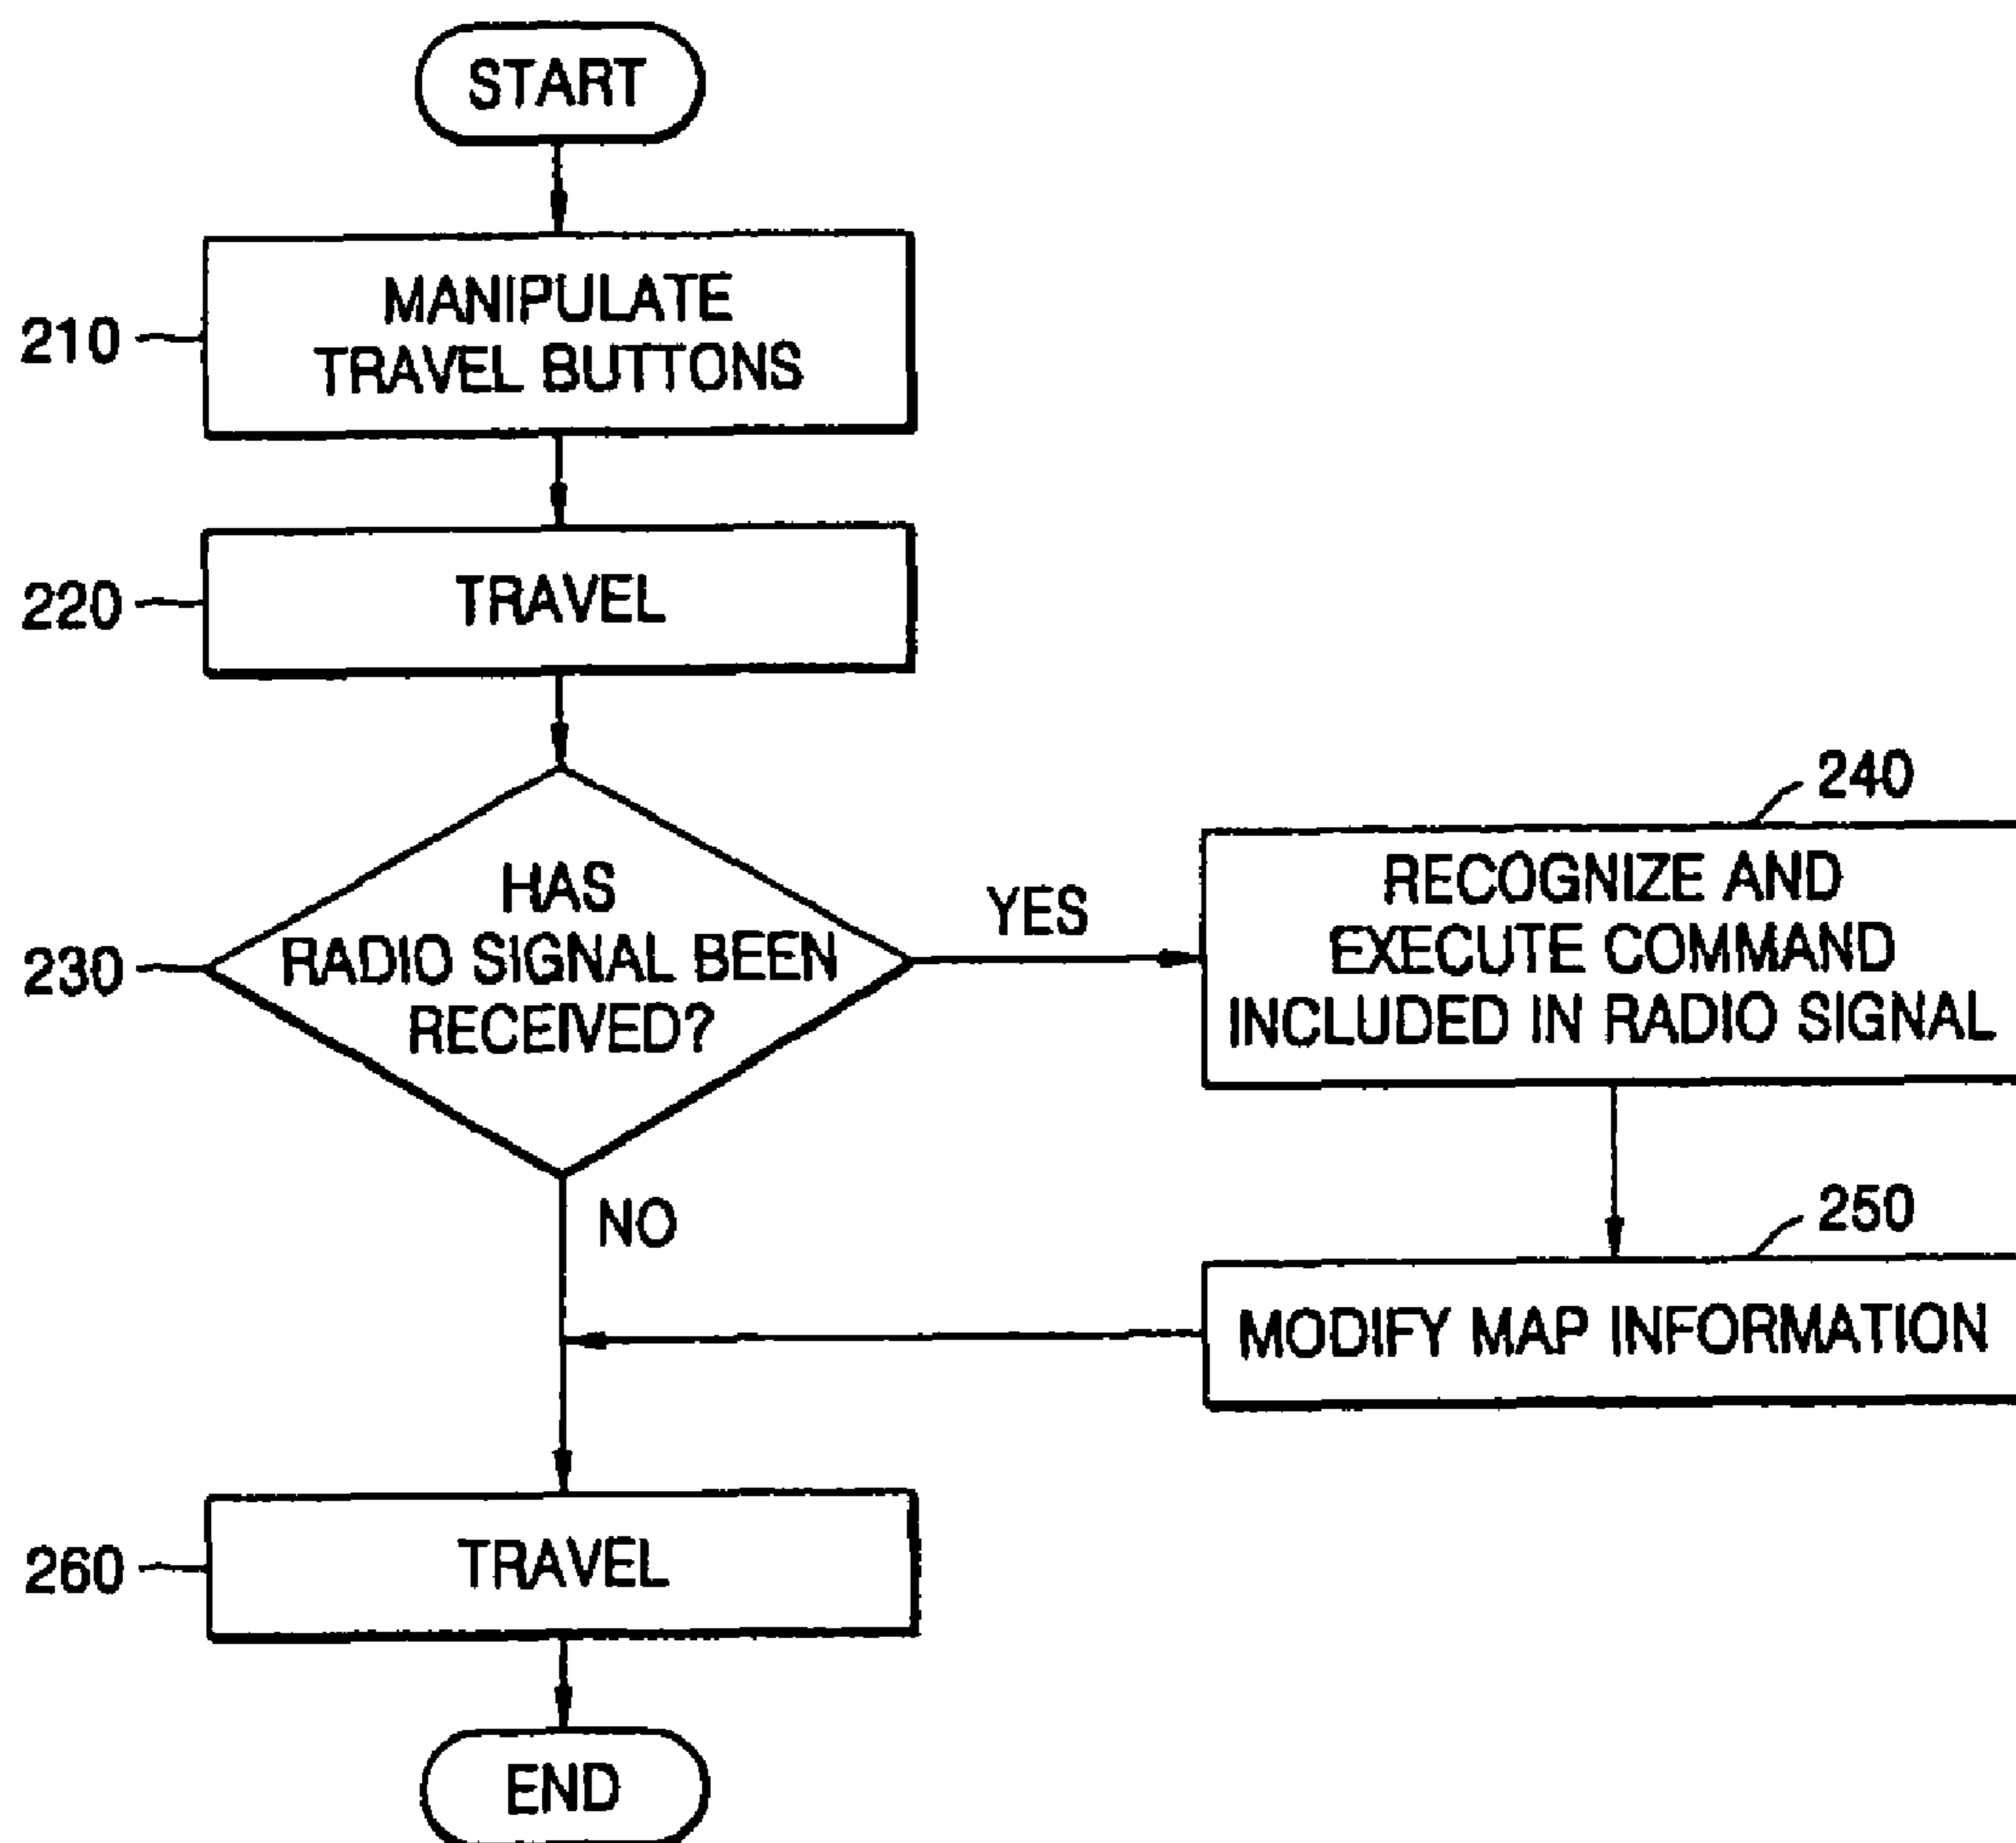 START
210
MANIPULATE
TRAVEL BUTTONS
220
TRAVEL
230
HAS
RADIO SIGNAL BEEN
RECEIVED?
YES
240
RECOGNIZE AND
EXECUTE COMMAND
INCLUDED IN RADIO SIGNAL
NO
250
MODIFY MAP INFORMATION
260
TRAVEL
END